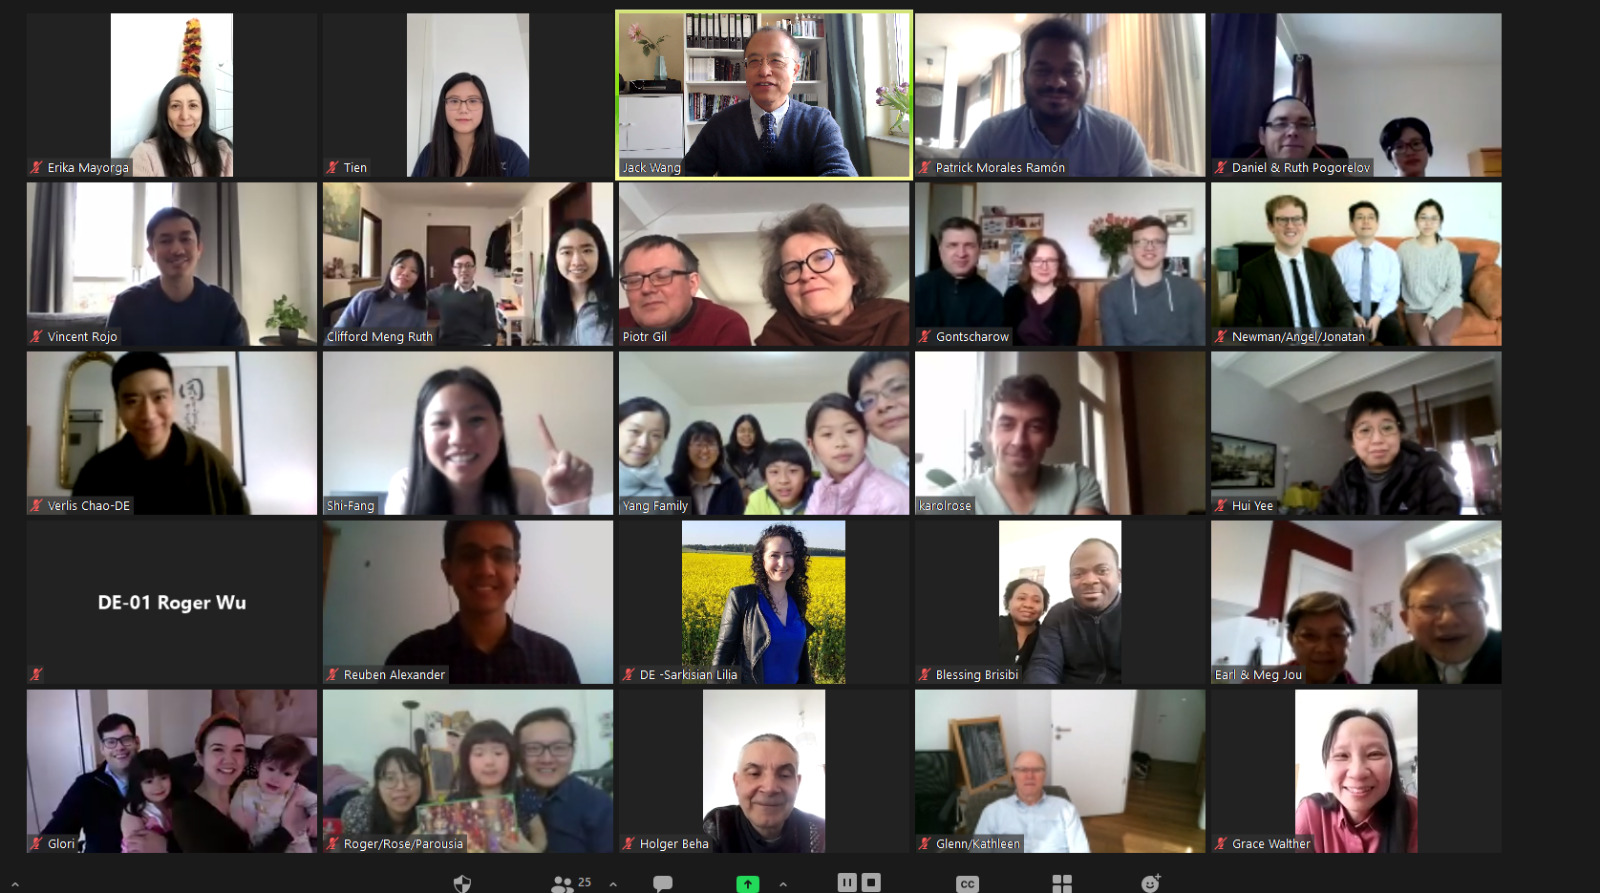 Erika Mayorga
Tien
Jack Wang
Patrick Morales Ramón
Daniel & Ruth Pogorelov
Vincent Rojo
Clifford Meng Ruth
Piotr Gil
Gontscharow
Newman/Angel/Jonatan
Verlis Chao-DE
Shi-Fang
Yang Family
karolrose
Hui Yee
DE-01 Roger Wu
Reuben Alexander
DE -Sarkisian Lilia
Blessing Brisibi
Earl & Meg Jou
Glori
Roger/Rose/Parousia
Holger Beha
Glenn/Kathleen
Grace Walther
25
CC